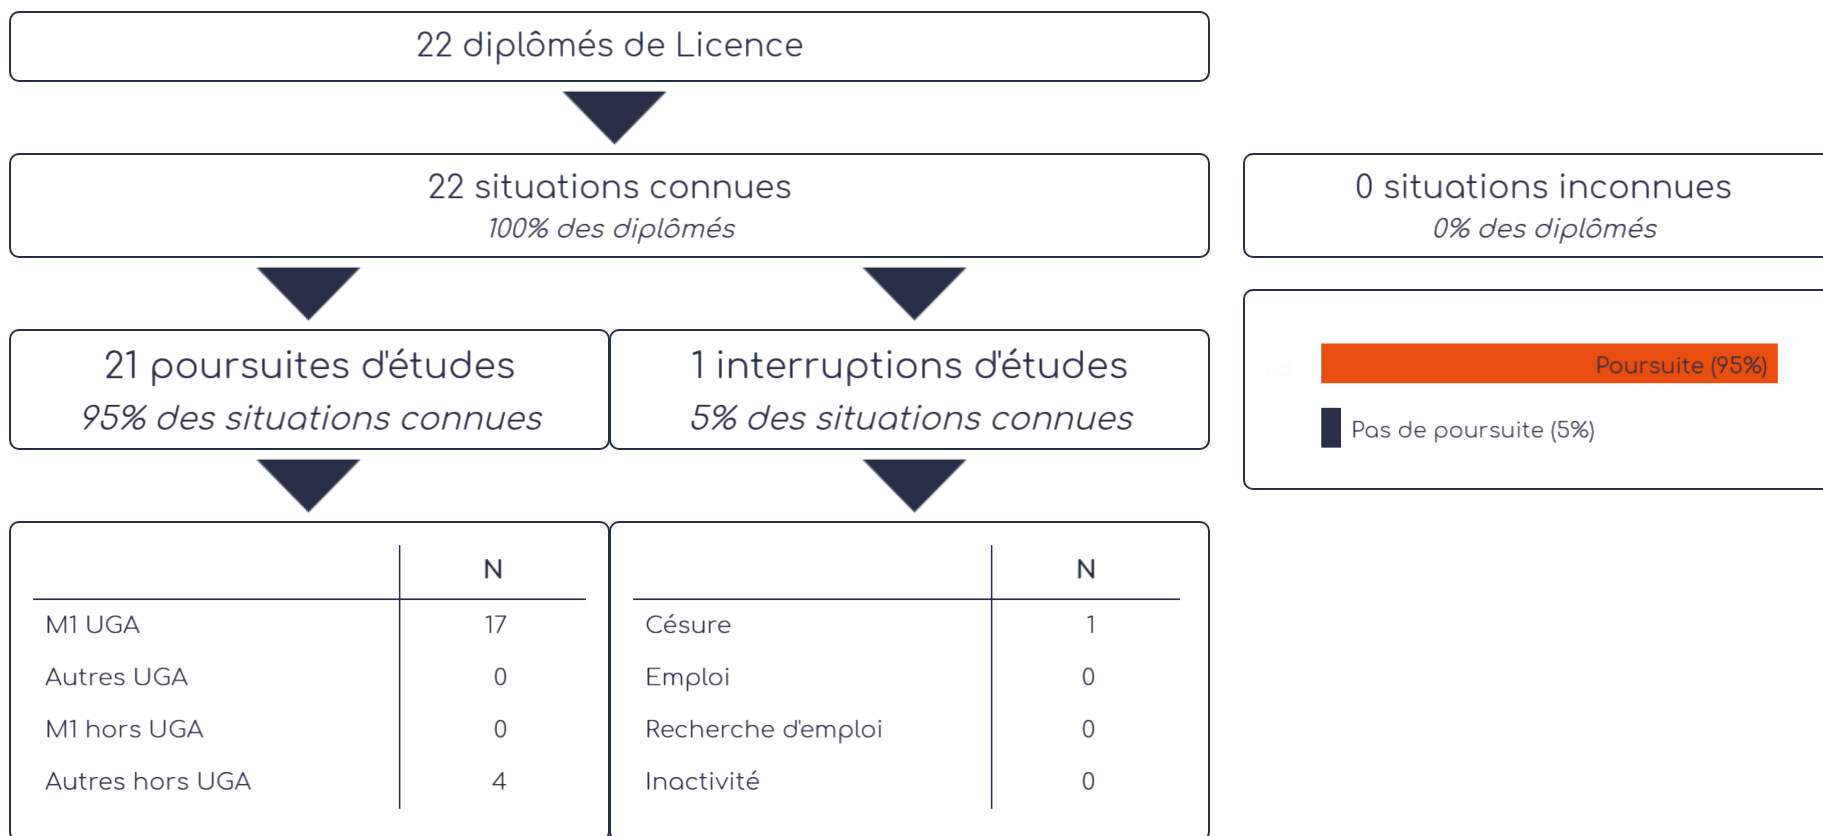 22 diplômés de Licence
22 situations connues
100% des diplômés
0 situations inconnues
0% des diplômés
21 poursuites d'études
95% des situations connues
1 interruptions d'études
5% des situations connues
Poursuite (95%)
Pas de poursuite (5%)
N
M1 UGA 17
Autres UGA 0
M1 hors UGA 0
Autres hors UGA 4
N
Césure 1
Emploi 0
Recherche d'emploi 0
Inactivité 0